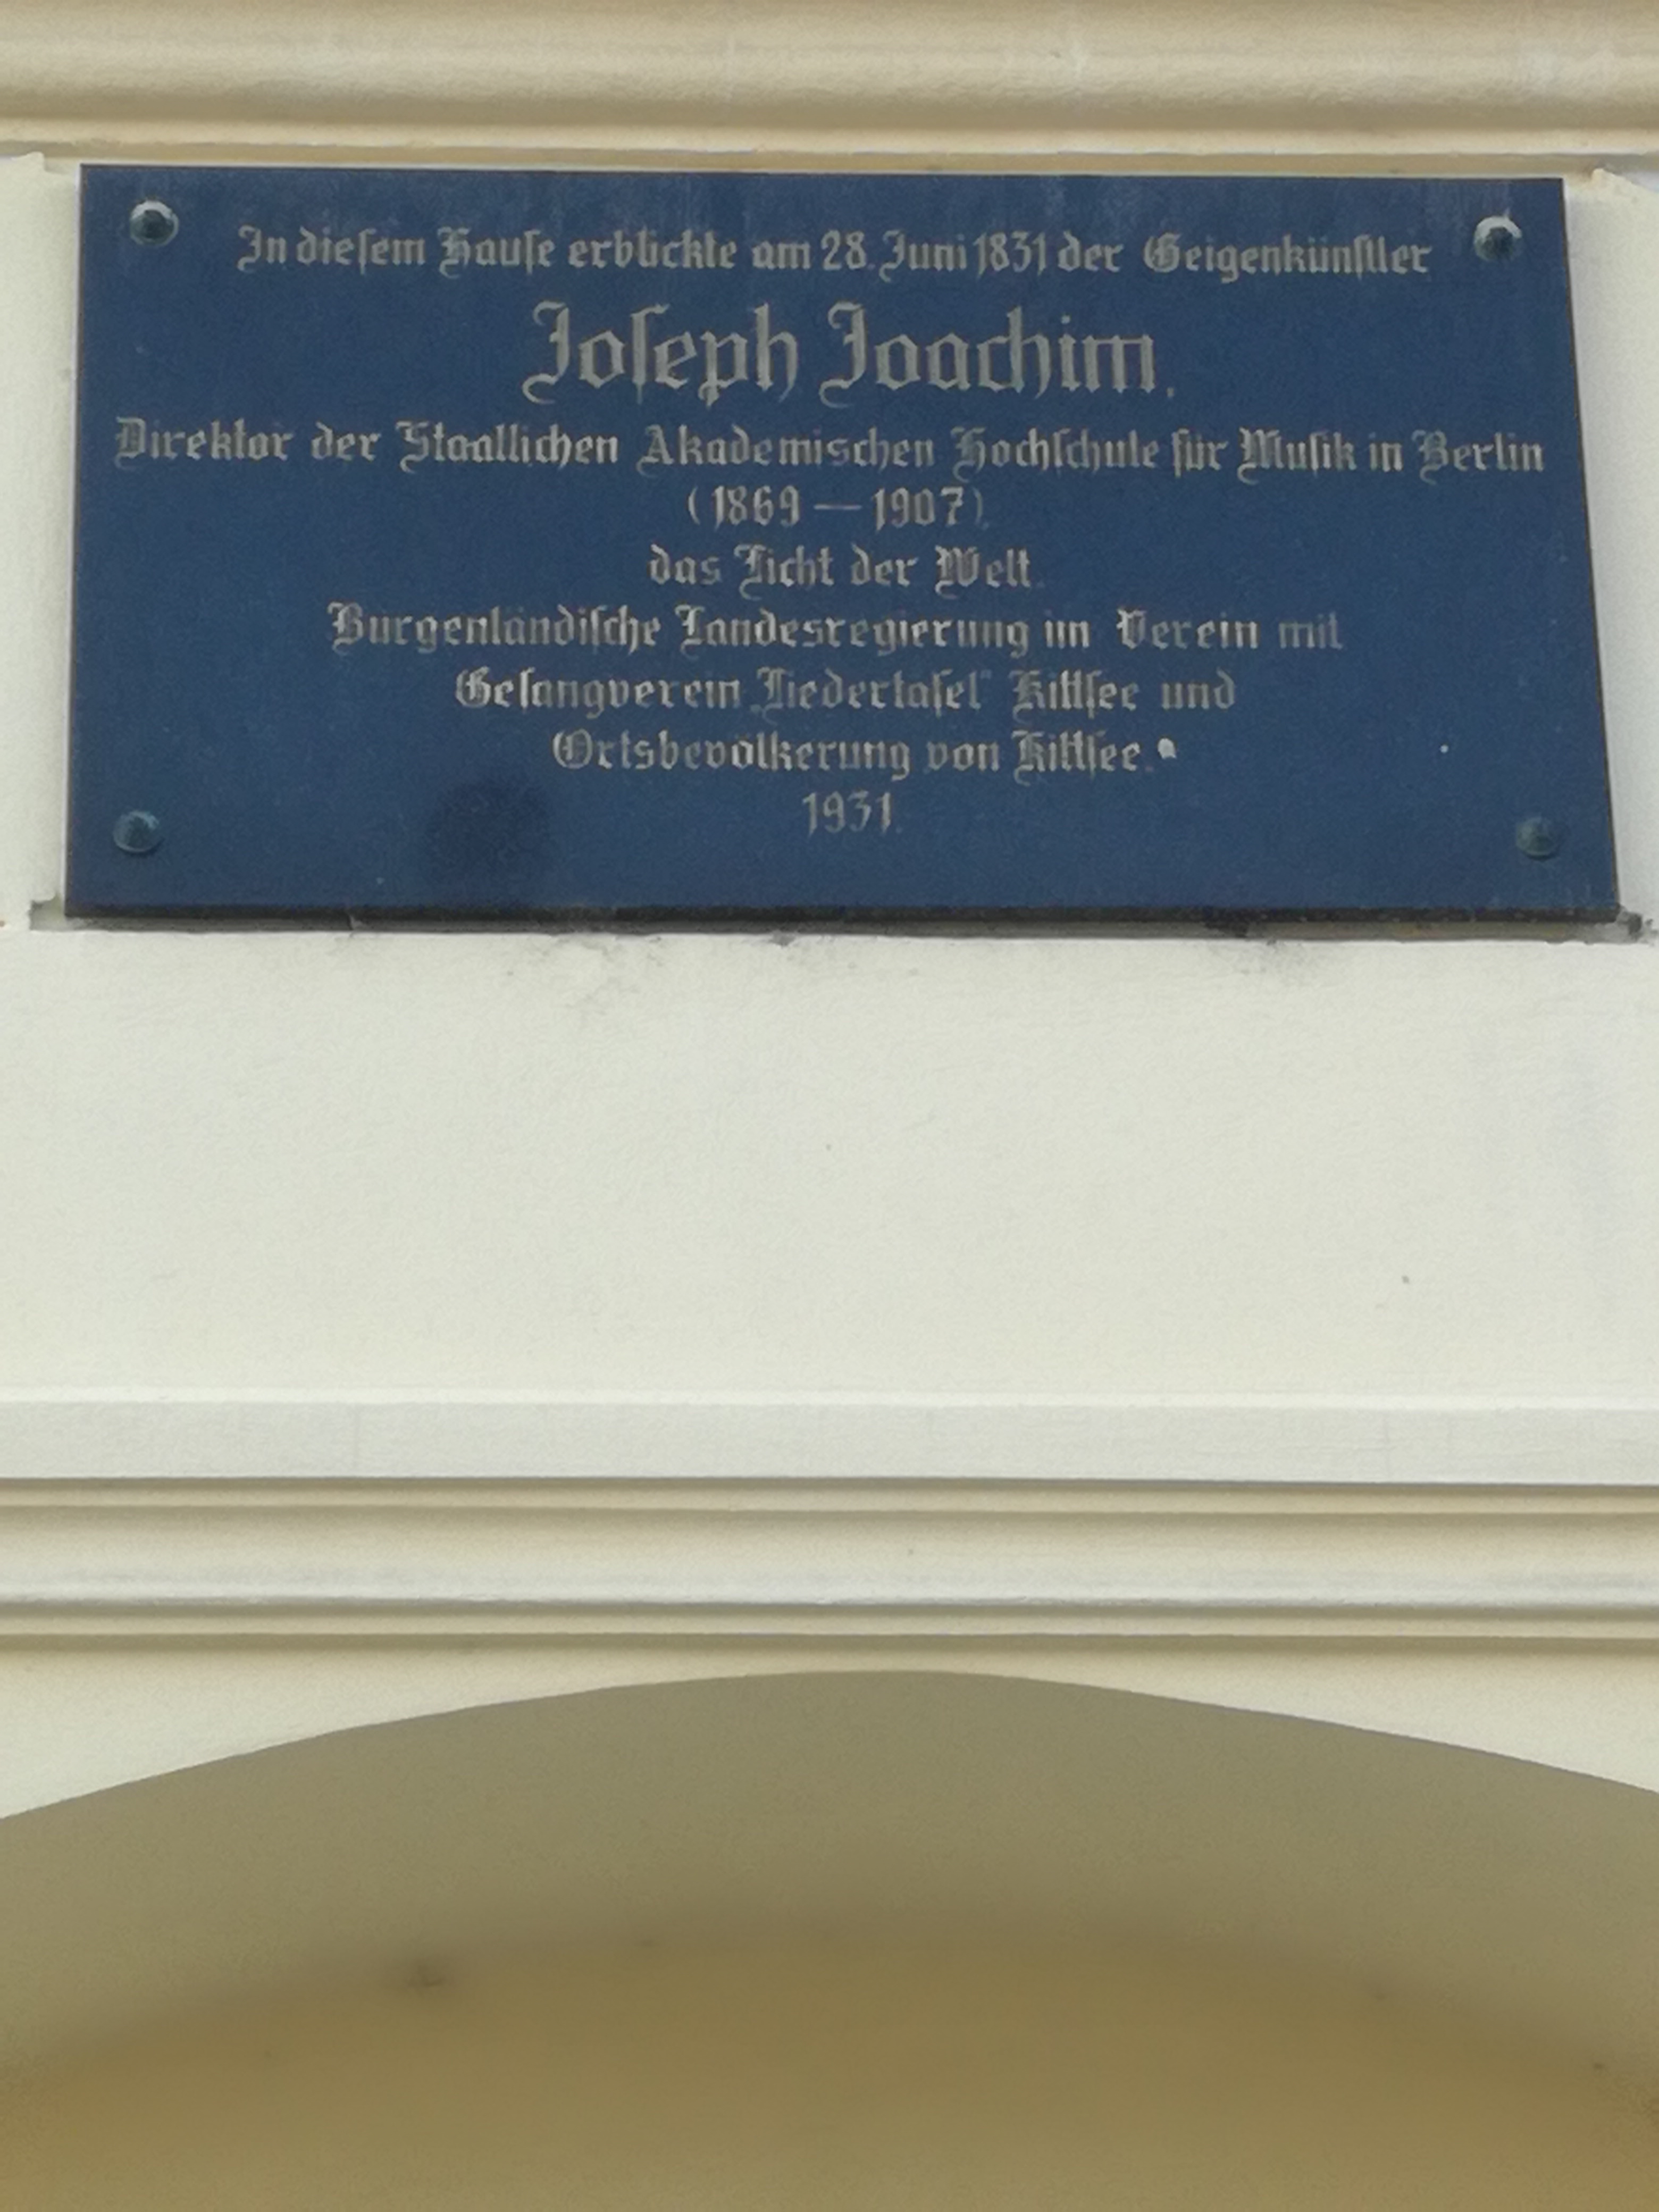 In dieſem Hauſe erblickte am 28. Juni 1831 der Geigenkünſtler
Joſeph Joachim,
Direktor der Staatlichen Akademischen Hochſchule für Muſik in Berlin
(1869 — 1907),
das Licht der Welt.
Burgenländiſche Landesregierung im Verein mit
Geſangverein „Liedertafel“ Kittſee und
Ortsbevölkerung von Kittſee.
1931.